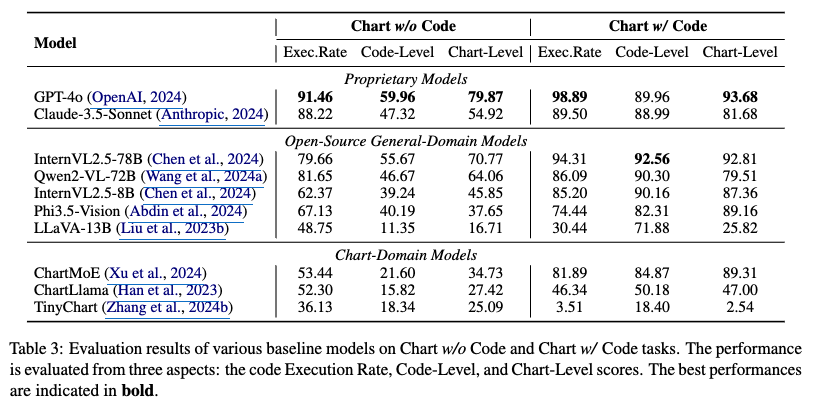 Model Chart w/o Code Chart w/ Code
Exec.Rate Code-Level Chart-Level Exec.Rate Code-Level Chart-Level
Proprietary Models
GPT-4o (OpenAI, 2024) 91.46 59.96 79.87 98.89 89.96 93.68
Claude-3.5-Sonnet (Anthropic, 2024) 88.22 47.32 54.92 89.50 88.99 81.68
Open-Source General-Domain Models
InternVL2.5-78B (Chen et al., 2024) 79.66 55.67 70.77 94.31 92.56 92.81
Qwen2-VL-72B (Wang et al., 2024a) 81.65 46.67 64.06 86.09 90.30 79.51
InternVL2.5-8B (Chen et al., 2024) 62.37 39.24 45.85 85.20 90.16 87.36
Phi3.5-Vision (Abdin et al., 2024) 67.13 40.19 37.65 74.44 82.31 89.16
LLaVA-13B (Liu et al., 2023b) 48.75 11.35 16.71 30.44 71.88 25.82
Chart-Domain Models
ChartMoE (Xu et al., 2024) 53.44 21.60 34.73 81.89 84.87 89.31
ChartLlama (Han et al., 2023) 52.30 15.82 27.42 46.34 50.18 47.00
TinyChart (Zhang et al., 2024b) 36.13 18.34 25.09 3.51 18.40 2.54
Table 3: Evaluation results of various baseline models on Chart w/o Code and Chart w/ Code tasks. The performance
is evaluated from three aspects: the code Execution Rate, Code-Level, and Chart-Level scores. The best performances
are indicated in bold.